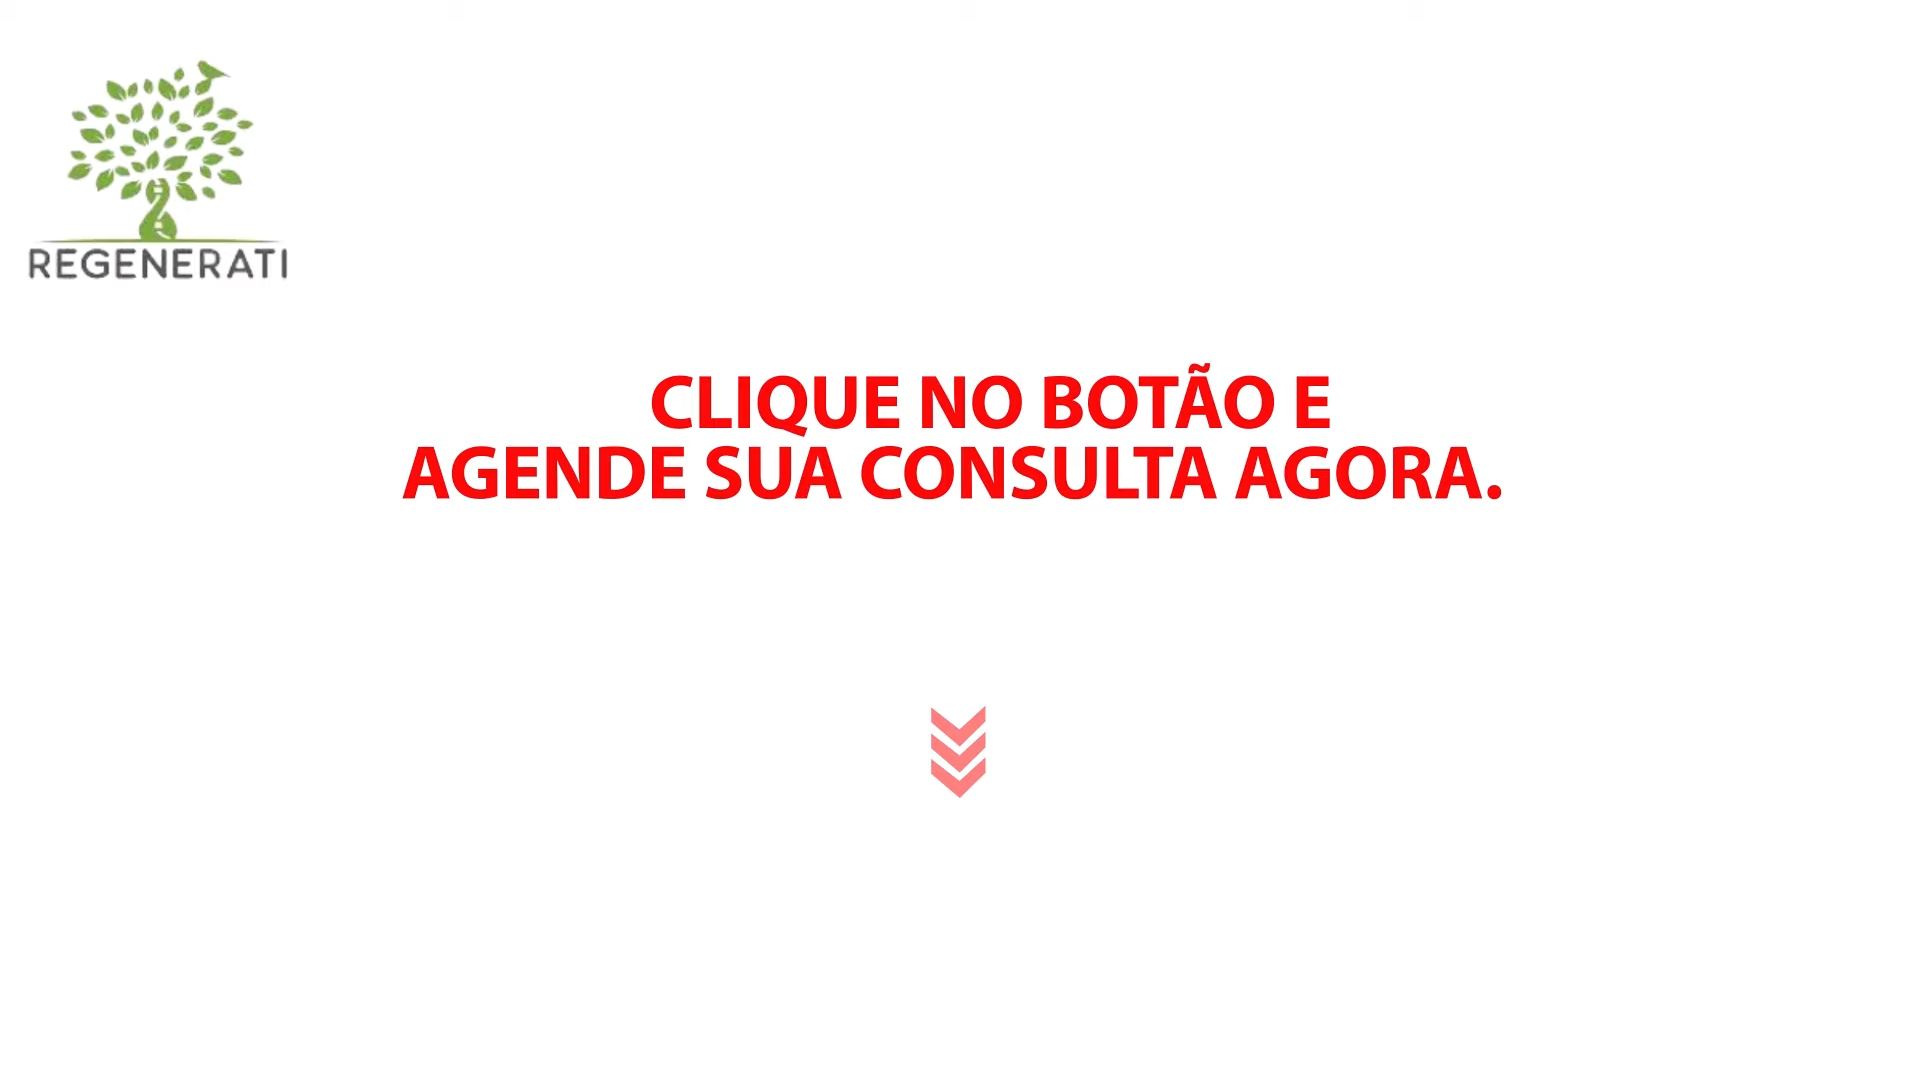 REGENERATI
CLIQUE NO BOTÃO E
AGENDE SUA CONSULTA AGORA.